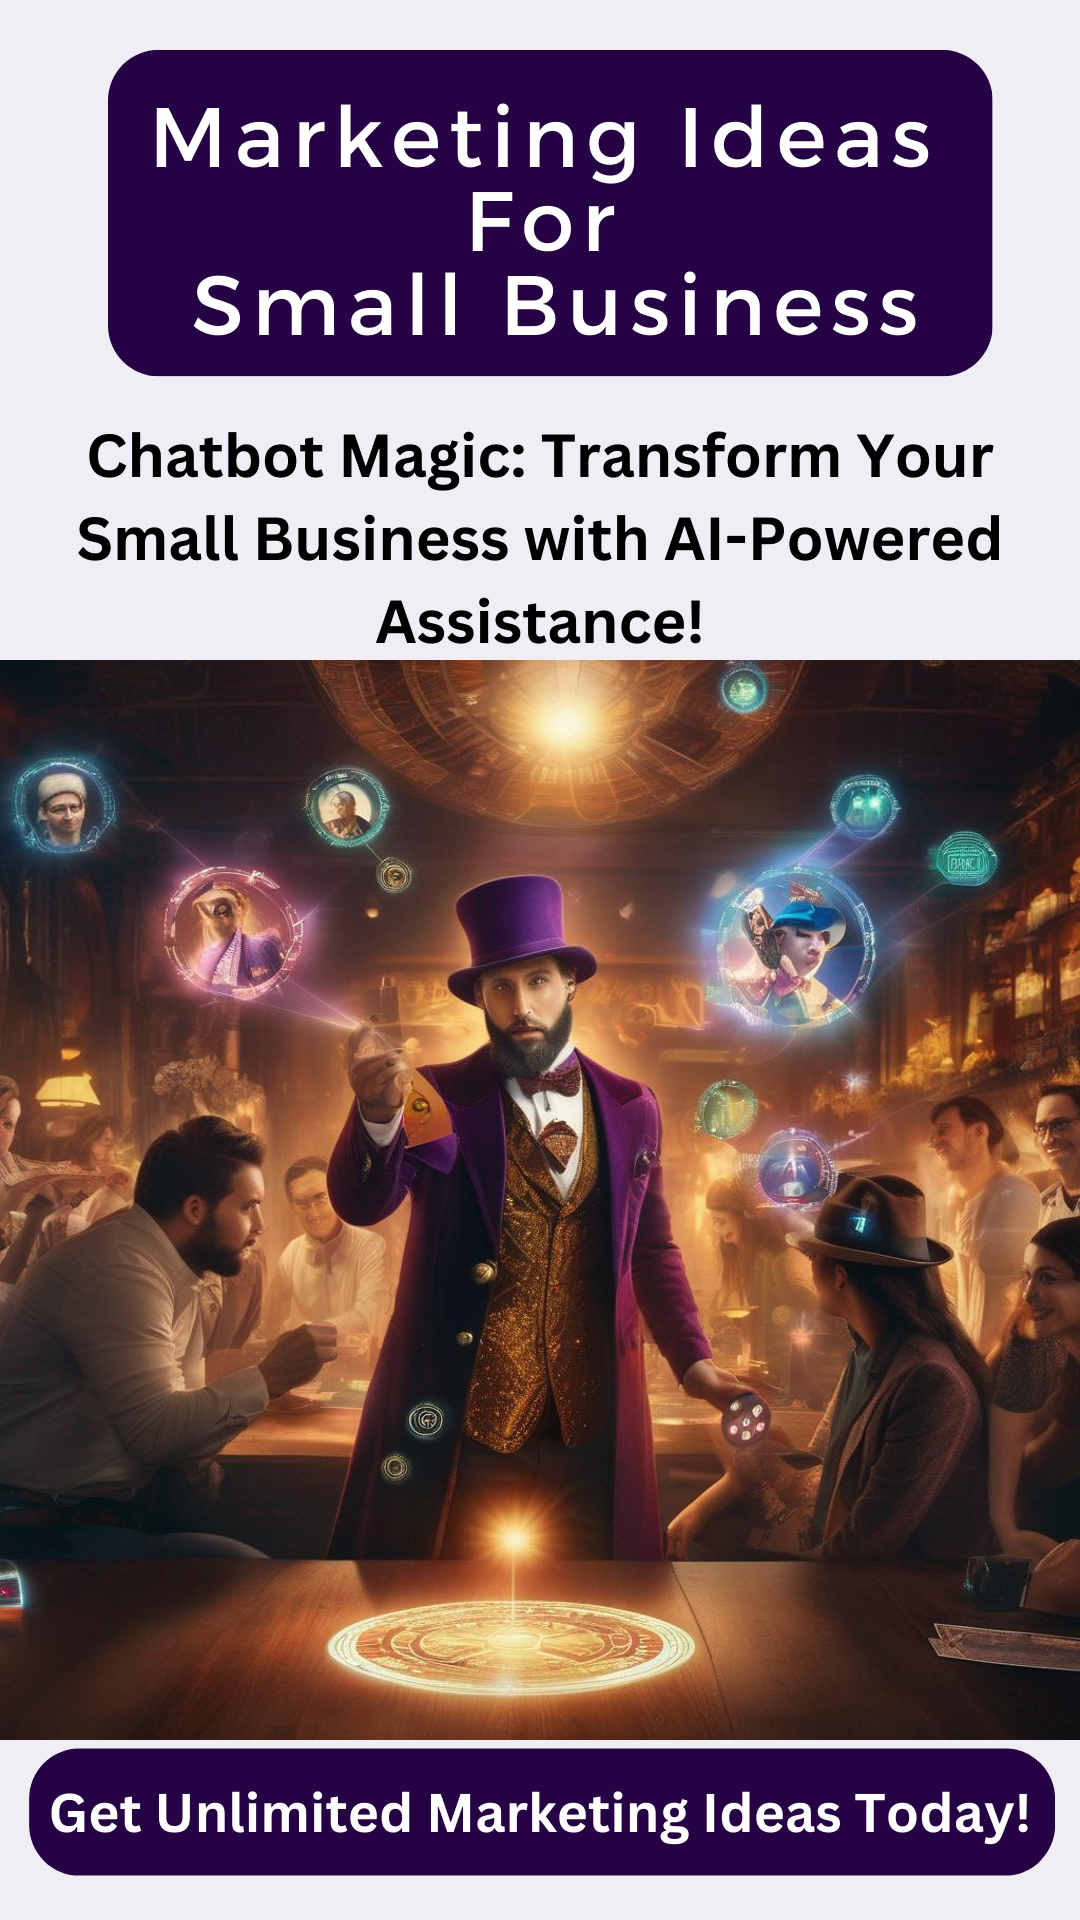 Marketing Ideas
For
Small Business
Chatbot Magic: Transform Your
Small Business with AI-Powered
Assistance!
Get Unlimited Marketing Ideas Today!